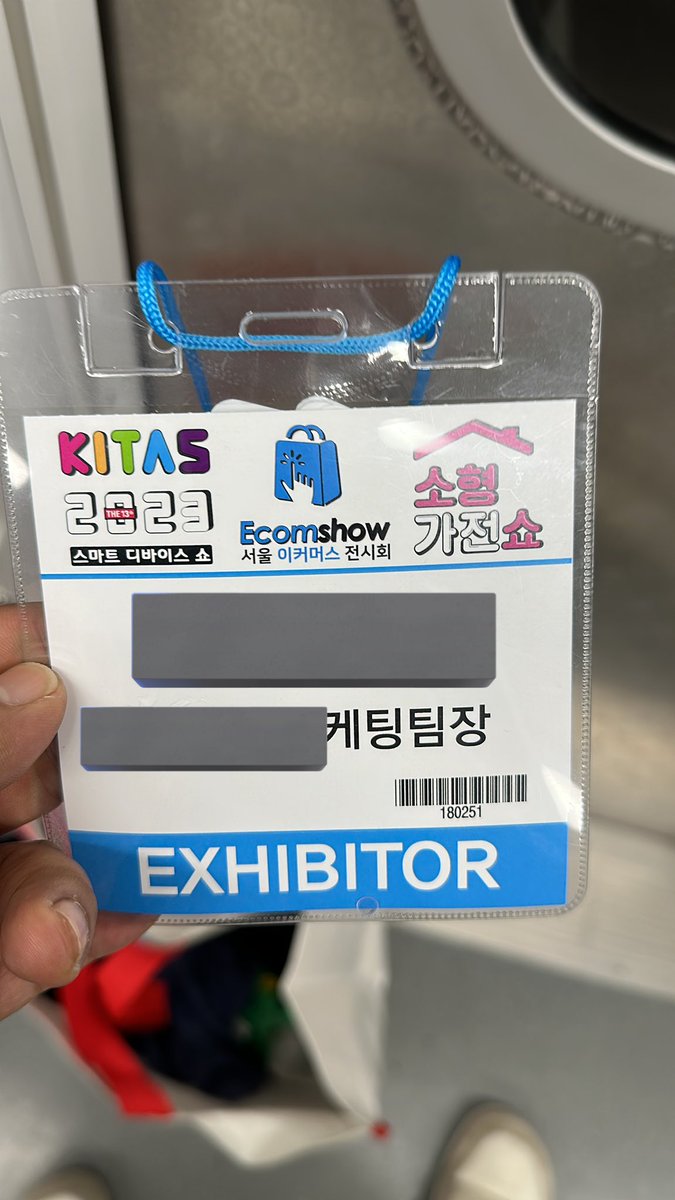 KITAS
2023
THE 13th
스마트 디바이스 쇼
Ecomshow
서울 이커머스 전시회
소형
가전쇼
케팅팀장
180251
EXHIBITOR